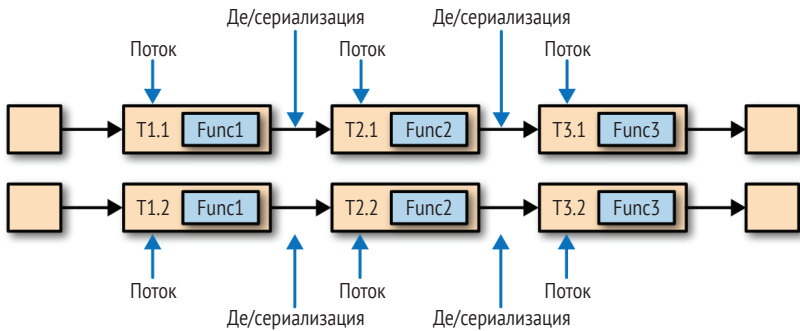 Де/сериализация Де/сериализация
Поток Поток Поток
T1.1 Func1 T2.1 Func2 T3.1 Func3
T1.2 Func1 T2.2 Func2 T3.2 Func3
Поток Поток Поток
Де/сериализация Де/сериализация